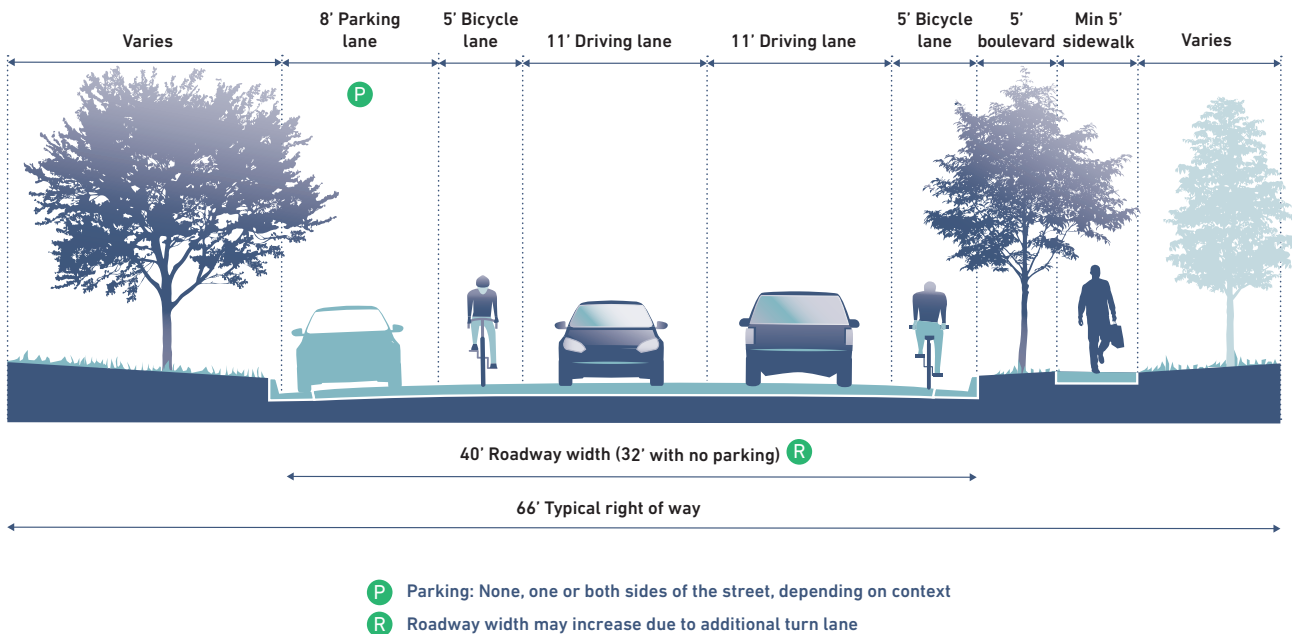 Varies
8’ Parking
lane
5’ Bicycle
lane
11’ Driving lane
11’ Driving lane
5’ Bicycle
lane
5’
boulevard
Min 5’
sidewalk
Varies
P
40’ Roadway width (32’ with no parking) R
66’ Typical right of way
P Parking: None, one or both sides of the street, depending on context
R Roadway width may increase due to additional turn lane